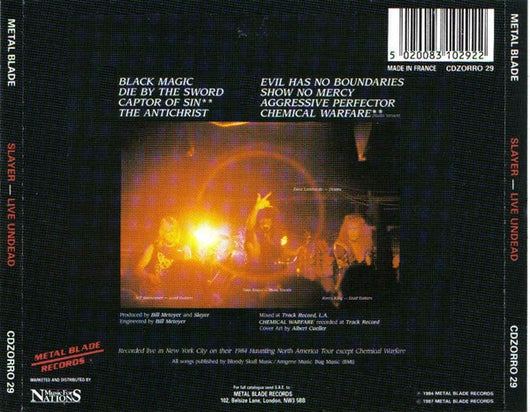 METAL BLADE
SLAYER — LIVE UNDEAD
CDZORRO 29
METAL BLADE
SLAYER — LIVE UNDEAD
CDZORRO 29
5 020083 102922
MADE IN FRANCE CDZORRO 29
BLACK MAGIC
DIE BY THE SWORD
CAPTOR OF SIN**
THE ANTICHRIST
EVIL HAS NO BOUNDARIES
SHOW NO MERCY
AGGRESSIVE PERFECTOR
CHEMICAL WARFARE**
Dave Lombardo — Drums
Tom Araya — Bass, Vocals
Jeff Hanneman — Lead Guitars
Kerry King — Lead Guitars
Produced by Bill Metoyer and Slayer
Engineered by Bill Metoyer
Mixed at Track Record, L.A.
CHEMICAL WARFARE recorded at Track Record
Cover Art by Albert Cuellar
Recorded live in New York City on their 1984 Haunting North America Tour except Chemical Warfare
All songs published by Bloody Skull Music / Amgene Music Bug Music (BMI)
METAL BLADE
RECORDS
MARKETED AND DISTRIBUTED BY
Music For
NATIONS
For full catalogue send S.A.E. to
METAL BLADE RECORDS
102, Belsize Lane, London, NW3 5BB
℗ 1984 METAL BLADE RECORDS
© 1987 METAL BLADE RECORDS